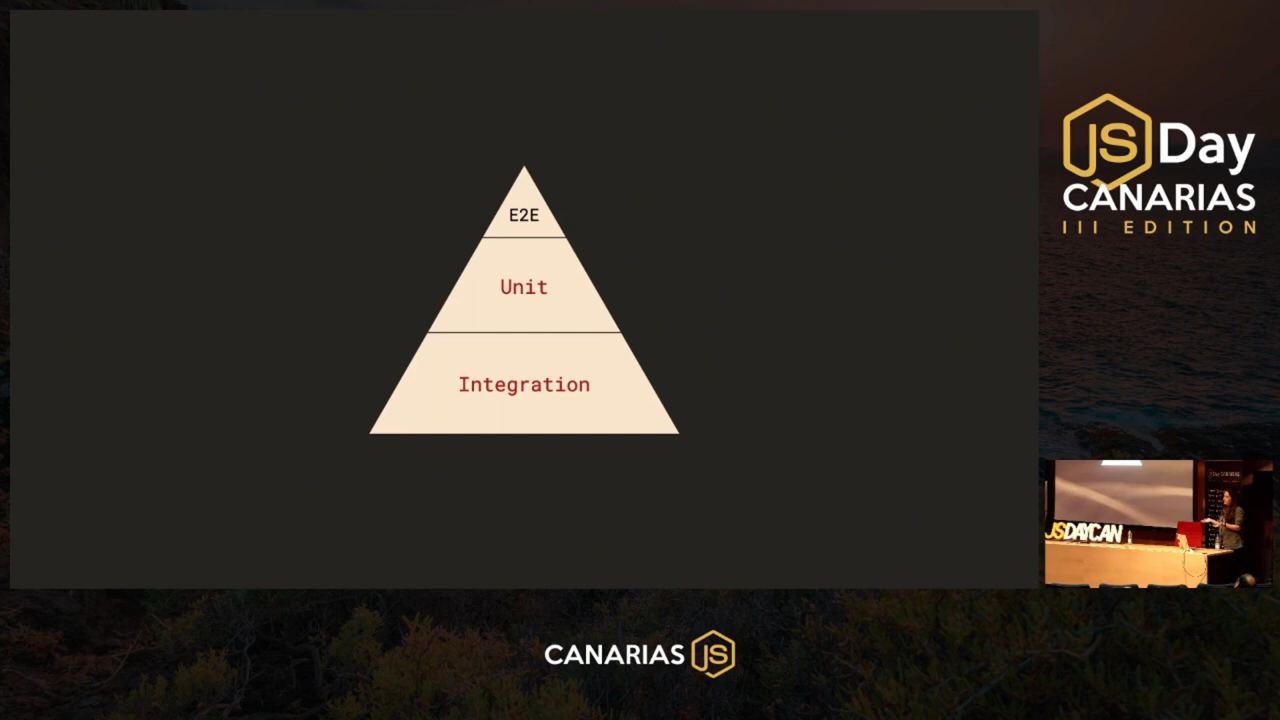 E2E
Unit
Integration
JS Day
CANARIAS
III EDITION
JSDAYCAN
CANARIAS JS